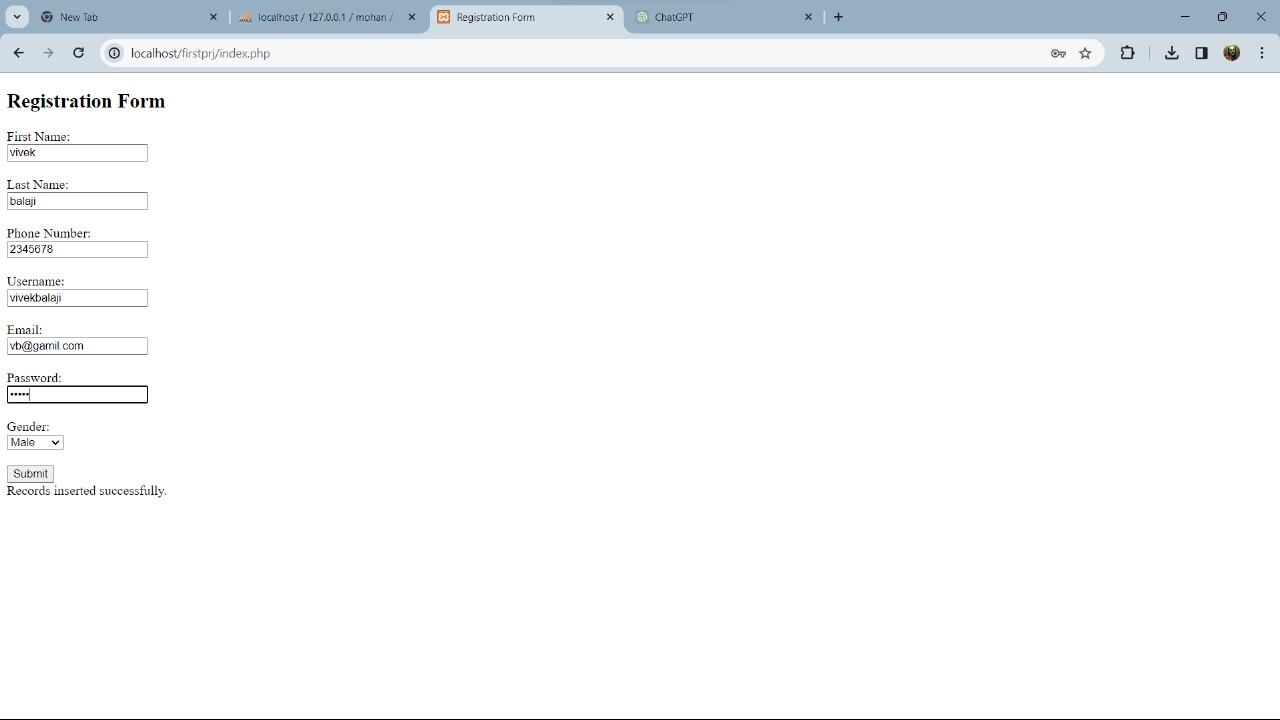 New Tab
localhost / 127.0.0.1 / mohan /
Registration Form
ChatGPT
localhost/firstprj/index.php
Registration Form
First Name:
vivek
Last Name:
balaji
Phone Number:
2345678
Username:
vivekbalaji
Email:
vb@gamil.com
Password:
•••••
Gender:
Male
Submit
Records inserted successfully.